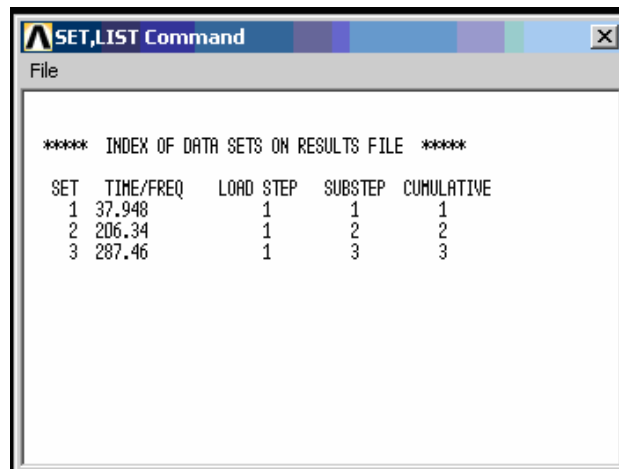 SET,LIST Command
File
***** INDEX OF DATA SETS ON RESULTS FILE *****
SET TIME/FREQ LOAD STEP SUBSTEP CUMULATIVE
1 37.948 1 1 1
2 206.34 1 2 2
3 287.46 1 3 3